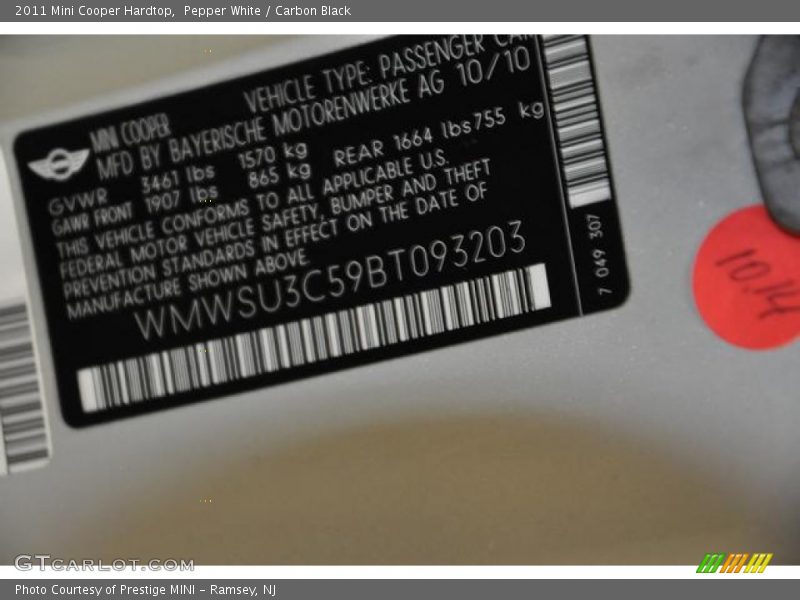 2011 Mini Cooper Hardtop, Pepper White / Carbon Black
VEHICLE TYPE: PASSENGER CAR
MINI COOPER
MFD BY BAYERISCHE MOTORENWERKE AG 10/10
GVWR 3461 lbs 1570 kg
GAWR FRONT 1907 lbs 865 kg REAR 1664 lbs 755 kg
THIS VEHICLE CONFORMS TO ALL APPLICABLE U.S.
FEDERAL MOTOR VEHICLE SAFETY, BUMPER AND THEFT
PREVENTION STANDARDS IN EFFECT ON THE DATE OF
MANUFACTURE SHOWN ABOVE
WMWSU3C59BT093203
7 049 307
10.14
GTCARLOT.COM
Photo Courtesy of Prestige MINI - Ramsey, NJ